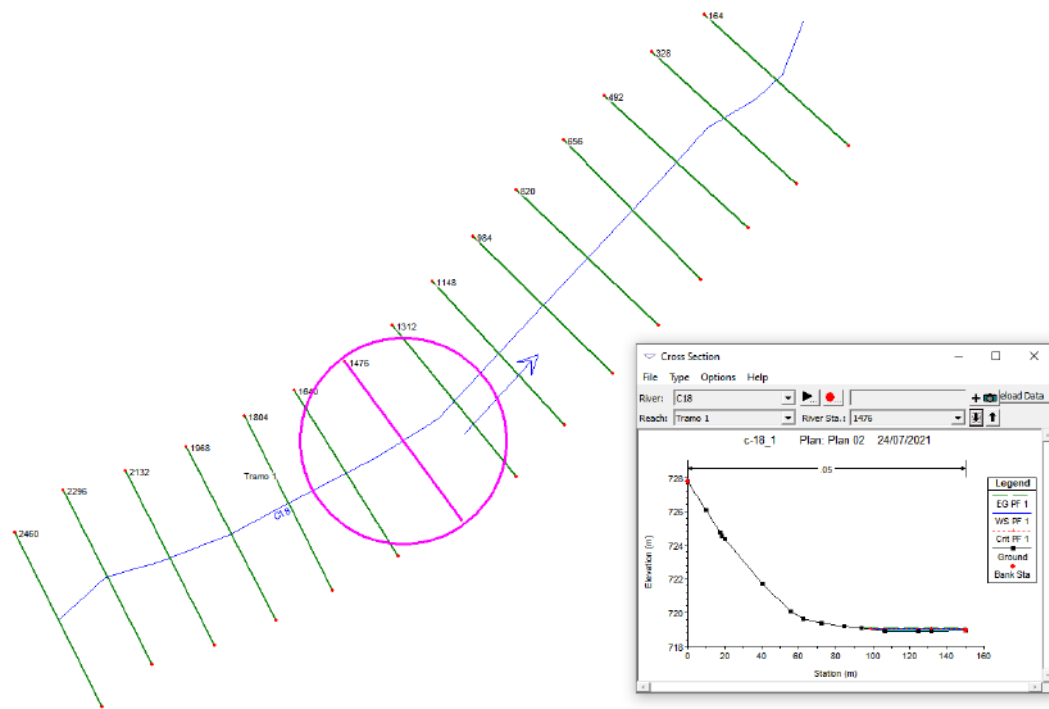 164
328
492
656
820
984
1148
1312
1476
1640
1804
1968
Tramo 1
2132
2296
C18
2460
Cross Section
File Type Options Help
River: C18
eload Data
Reach: Tramo 1 River Sta.: 1476
c-18_1 Plan: Plan 02 24/07/2021
.05
728
726
724
722
720
718
Elevation (m)
0 20 40 60 80 100 120 140 160
Station (m)
Legend
EG PF 1
WS PF 1
Crit PF 1
Ground
Bank Sta